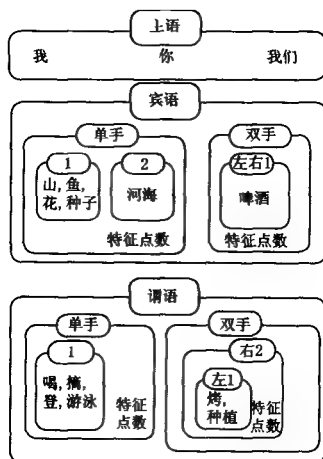 主语
我 你 我们
宾语
单手 双手
1 2 左右1
山,鱼,
花,种子
河海
啤酒
特征点数 特征点数
谓语
单手 双手
1 右2
喝,摘,
登,游泳
特征
点数
左1
烤,
种植
特征
点数